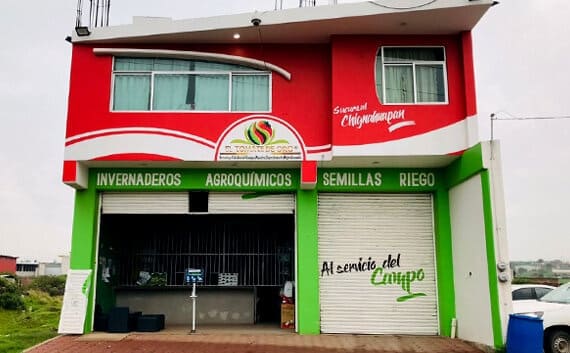 Sucursal
Chignahuapan
EL TOMATE DE ORO
INVERNADEROS AGROQUÍMICOS SEMILLAS RIEGO
Al servicio del
Campo